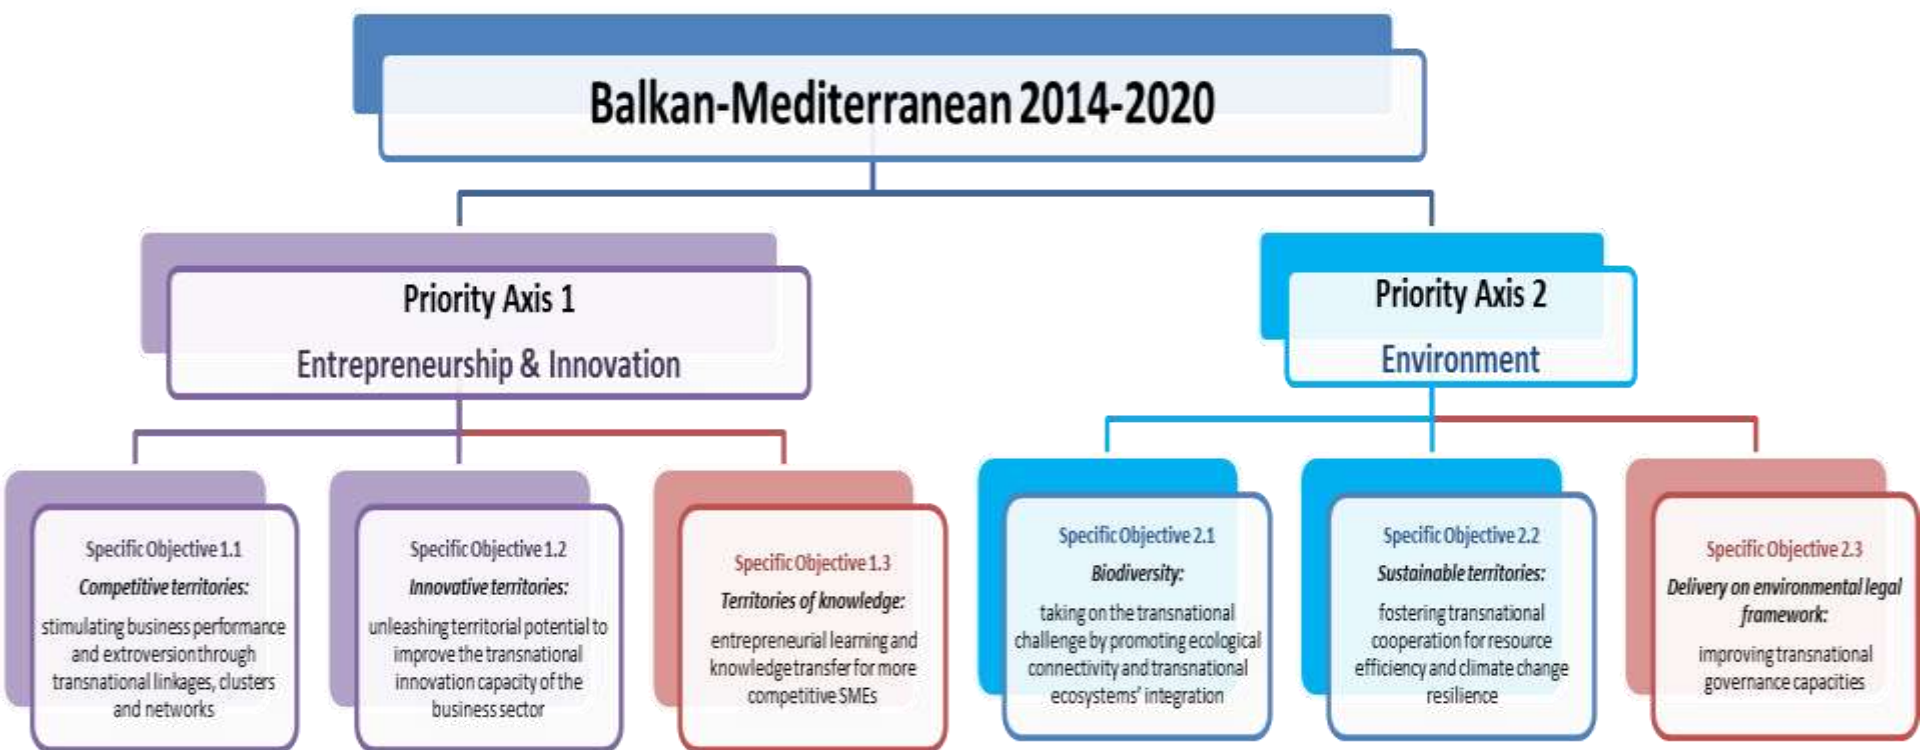 Balkan-Mediterranean 2014-2020
Priority Axis 1
Entrepreneurship & Innovation
Priority Axis 2
Environment
Specific Objective 1.1
Competitive territories:
stimulating business performance
and extroversion through
transnational linkages, clusters
and networks
Specific Objective 1.2
Innovative territories:
unleashing territorial potential to
improve the transnational
innovation capacity of the
business sector
Specific Objective 1.3
Territories of knowledge:
entrepreneurial learning and
knowledge transfer for more
competitive SMEs
Specific Objective 2.1
Biodiversity:
taking on the transnational
challenge by promoting ecological
connectivity and transnational
ecosystems' integration
Specific Objective 2.2
Sustainable territories:
fostering transnational
cooperation for resource
efficiency and climate change
resilience
Specific Objective 2.3
Delivery on environmental legal
framework:
improving transnational
governance capacities